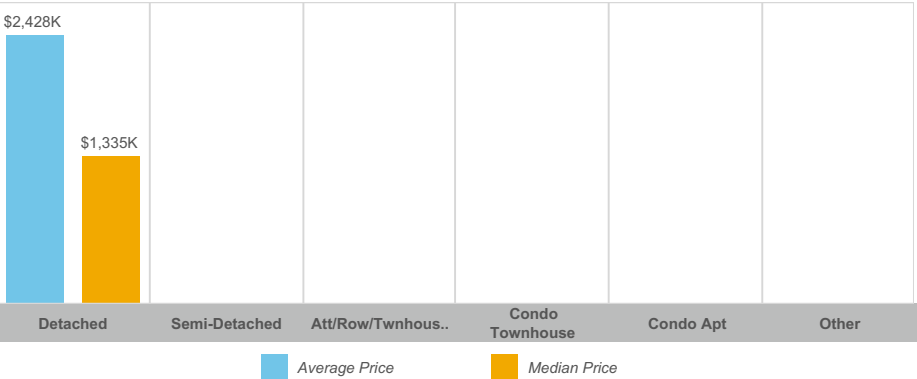 $2,428K
$1,335K
Detached
Semi-Detached
Att/Row/Twnhous..
Condo
Townhouse
Condo Apt
Other
Average Price
Median Price